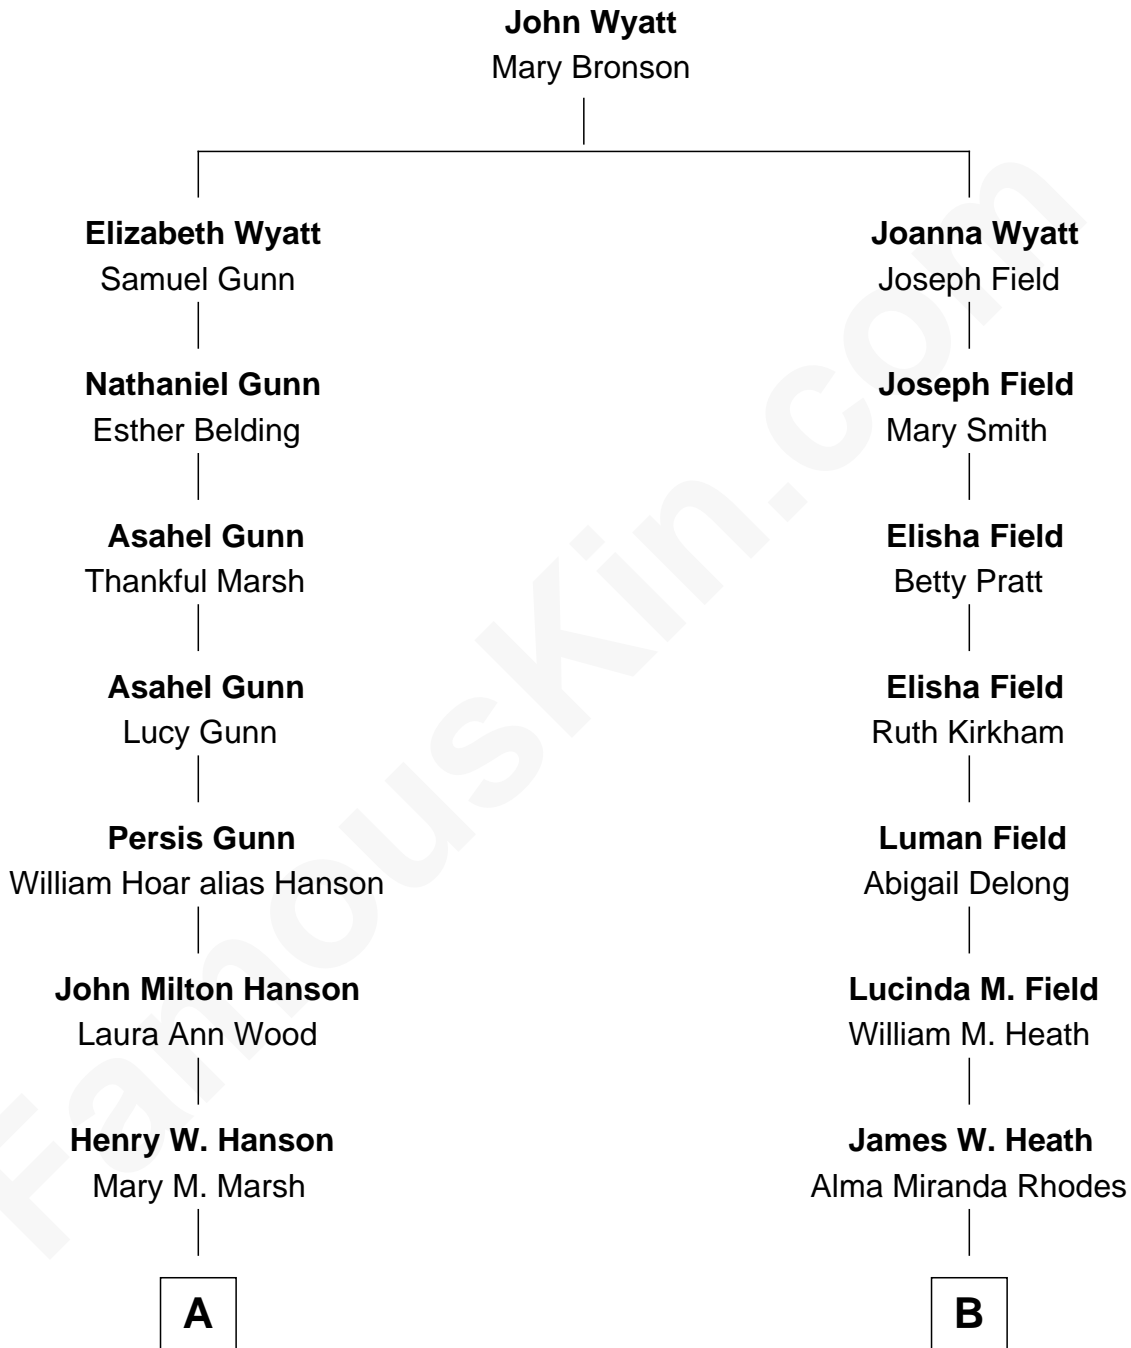 John Wyatt
Mary Bronson
Elizabeth Wyatt
Samuel Gunn
Nathaniel Gunn
Esther Belding
Asahel Gunn
Thankful Marsh
Asahel Gunn
Lucy Gunn
Persis Gunn
William Hoar alias Hanson
John Milton Hanson
Laura Ann Wood
Henry W. Hanson
Mary M. Marsh
A
Joanna Wyatt
Joseph Field
Joseph Field
Mary Smith
Elisha Field
Betty Pratt
Elisha Field
Ruth Kirkham
Luman Field
Abigail Delong
Lucinda M. Field
William M. Heath
James W. Heath
Alma Miranda Rhodes
B
FamousKin.com